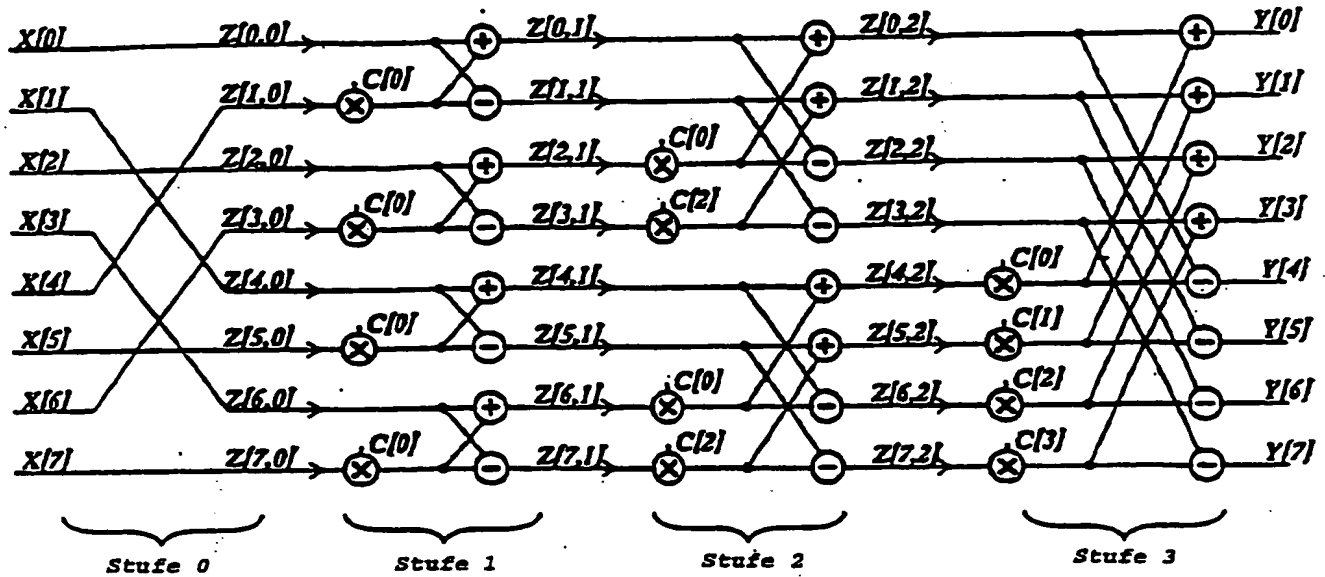 X[0] Z[0,0] + Z[0,1] + Z[0,2] + Y[0]
X[1] Z[1,0] × C[0] − Z[1,1] + Z[1,2] + Y[1]
X[2] Z[2,0] + Z[2,1] × C[0] − Z[2,2] + Y[2]
X[3] Z[3,0] × C[0] − Z[3,1] × C[2] − Z[3,2] + Y[3]
X[4] Z[4,0] + Z[4,1] + Z[4,2] × C[0] − Y[4]
X[5] Z[5,0] × C[0] − Z[5,1] + Z[5,2] × C[1] − Y[5]
X[6] Z[6,0] + Z[6,1] × C[0] − Z[6,2] × C[2] − Y[6]
X[7] Z[7,0] × C[0] − Z[7,1] × C[2] − Z[7,2] × C[3] − Y[7]
Stufe 0 Stufe 1 Stufe 2 Stufe 3